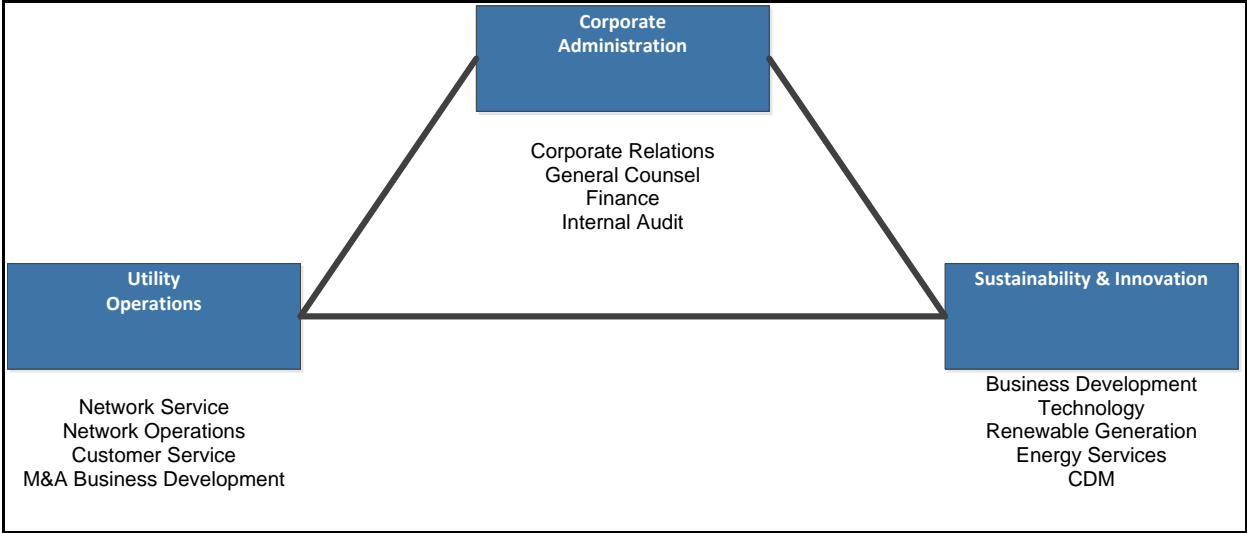 Corporate
Administration
Corporate Relations
General Counsel
Finance
Internal Audit
Utility
Operations
Network Service
Network Operations
Customer Service
M&A Business Development
Sustainability & Innovation
Business Development
Technology
Renewable Generation
Energy Services
CDM